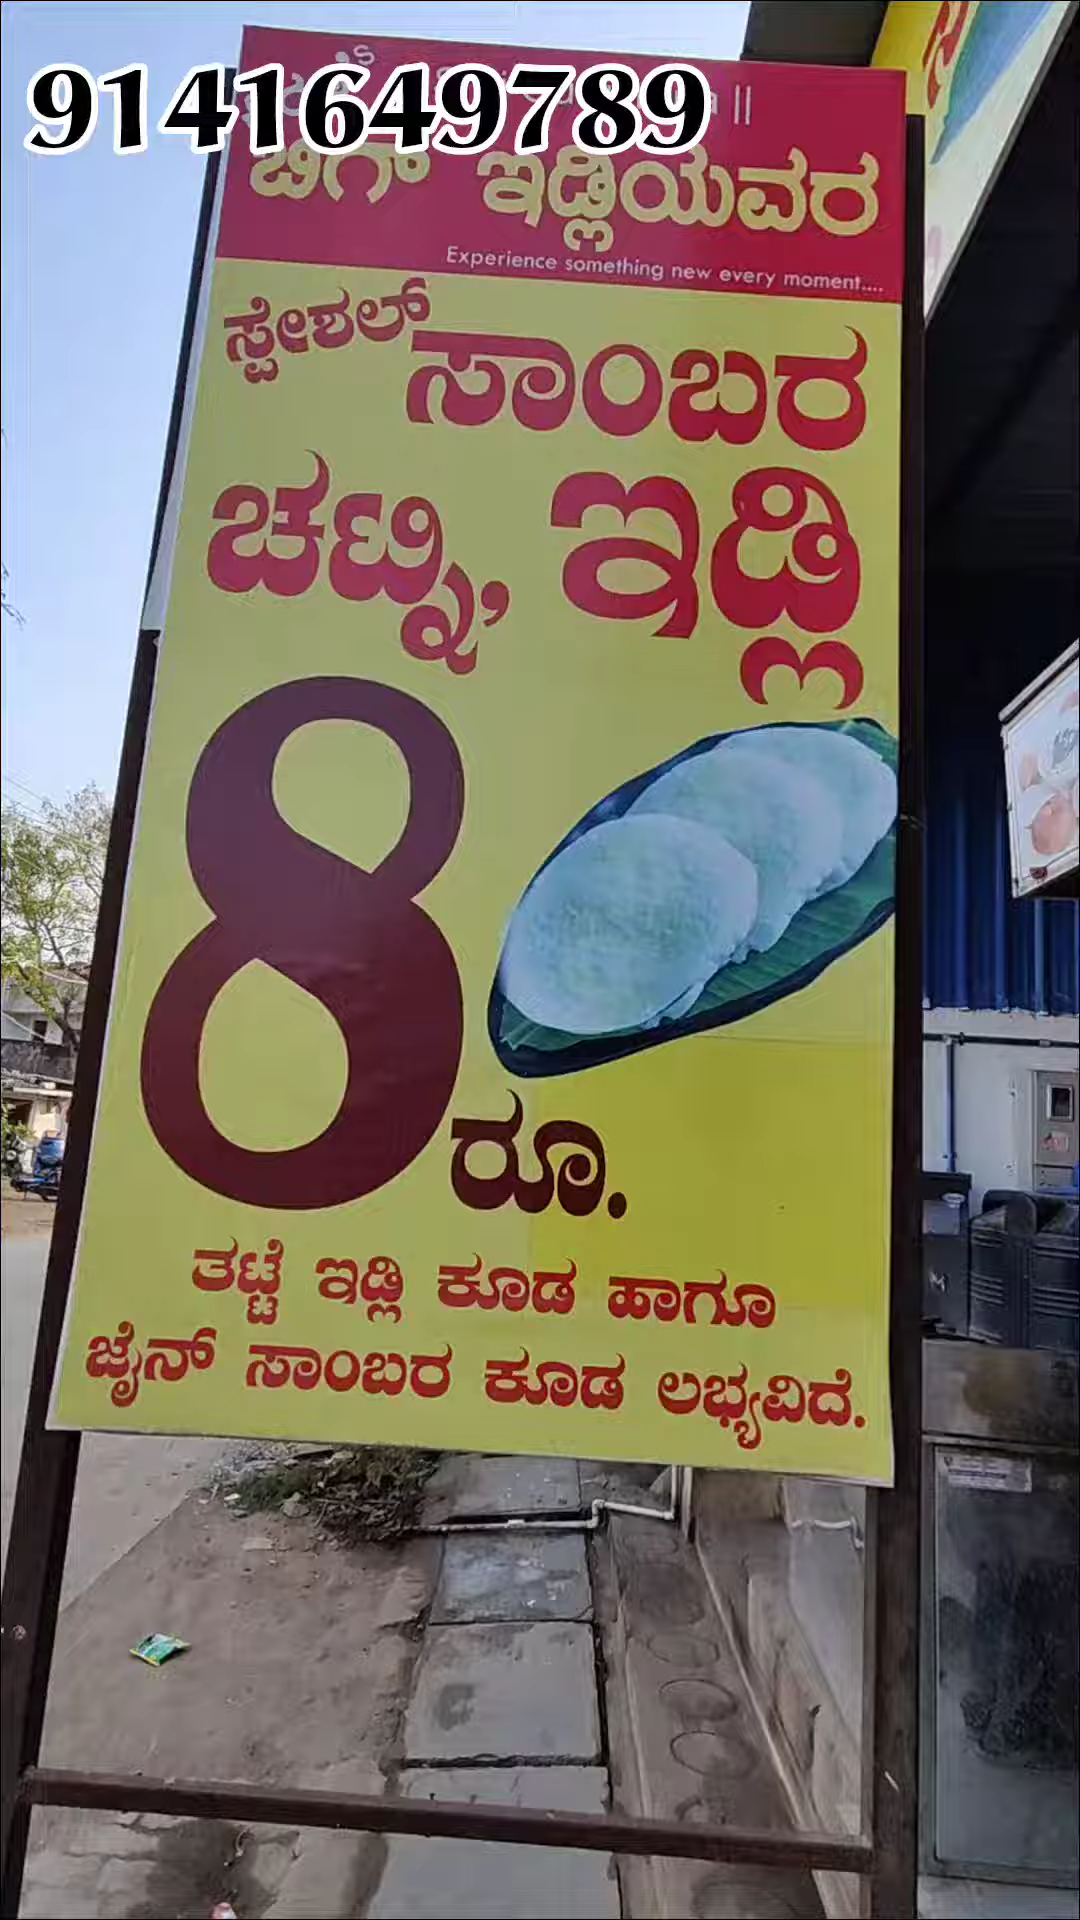 9141649789
ಬಿಗ್ ಇಡ್ಲಿಯವರ
Experience something new every moment....
ಸ್ಪೇಶಲ್ ಸಾಂಬರ
ಚಟ್ನಿ, ಇಡ್ಲಿ
8 ರೂ.
ತಟ್ಟೆ ಇಡ್ಲಿ ಕೂಡ ಹಾಗೂ
ಜೈನ್ ಸಾಂಬರ ಕೂಡ ಲಭ್ಯವಿದೆ.